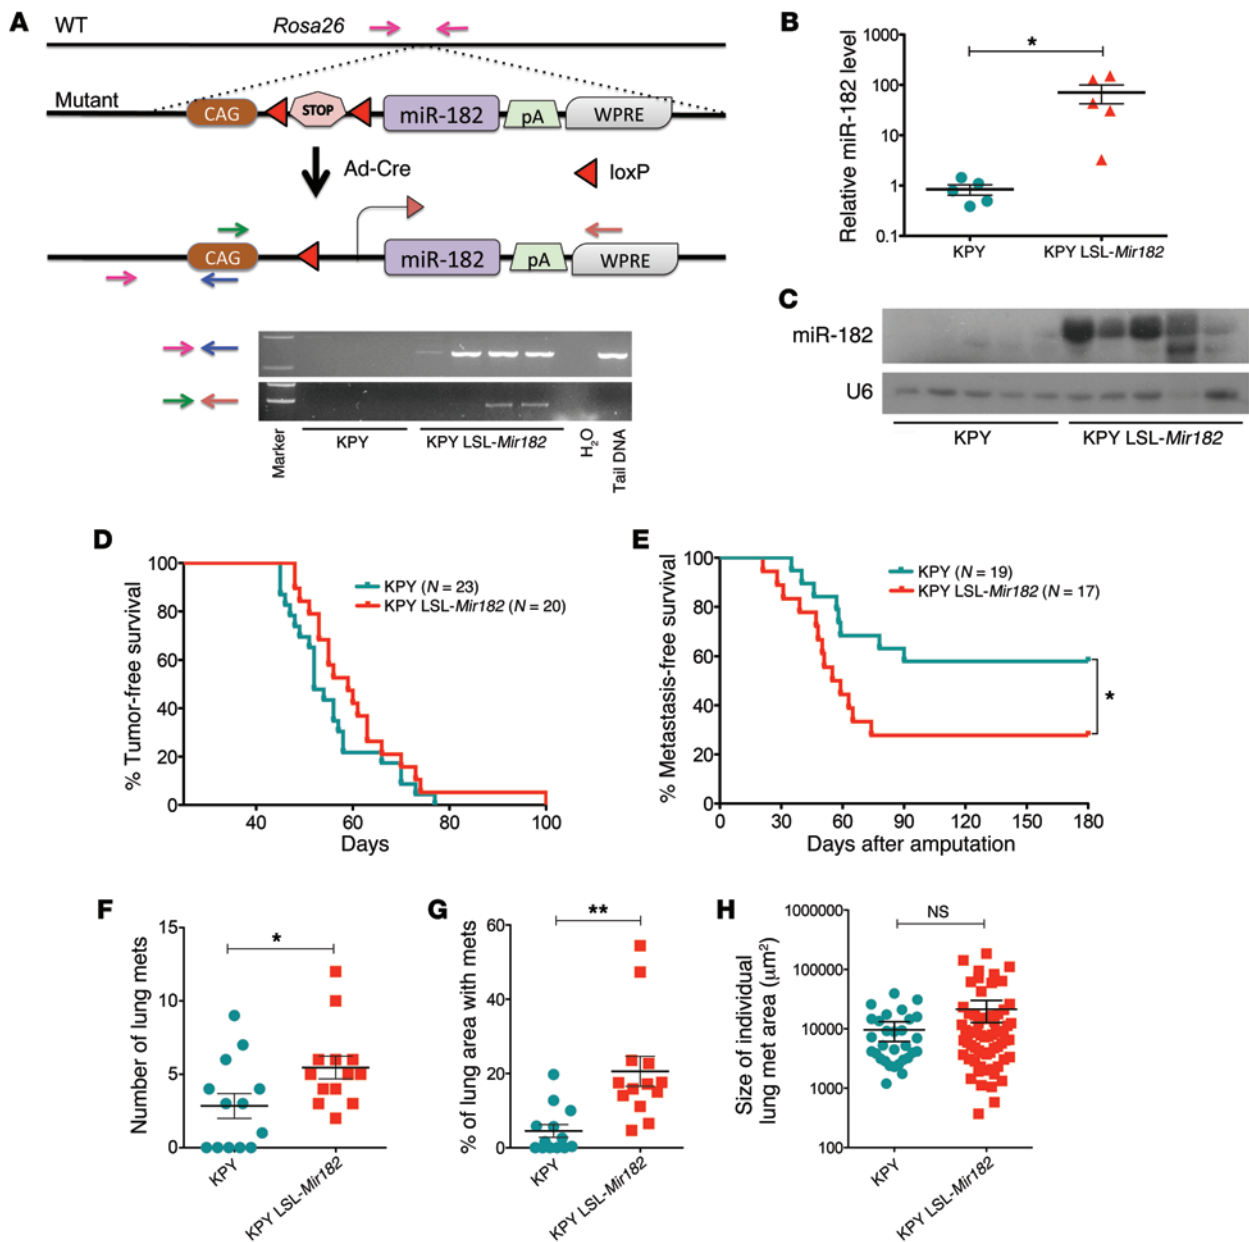 A
WT
Rosa26
Mutant
CAG
STOP
miR-182
pA
WPRE
Ad-Cre
loxP
CAG
miR-182
pA
WPRE
Marker
KPY
KPY LSL-Mir182
H₂O
Tail DNA
B
Relative miR-182 level
1000
100
10
1
0.1
*
KPY
KPY LSL-Mir182
C
miR-182
U6
KPY
KPY LSL-Mir182
D
% Tumor-free survival
100
80
60
40
20
0
KPY (N = 23)
KPY LSL-Mir182 (N = 20)
40
60
80
100
Days
E
% Metastasis-free survival
100
80
60
40
20
0
KPY (N = 19)
KPY LSL-Mir182 (N = 17)
*
0
30
60
90
120
150
180
Days after amputation
F
Number of lung mets
15
10
5
0
*
KPY
KPY LSL-Mir182
G
% of lung area with mets
60
40
20
0
**
KPY
KPY LSL-Mir182
H
Size of individual
lung met area (μm²)
1000000
100000
10000
1000
100
NS
KPY
KPY LSL-Mir182